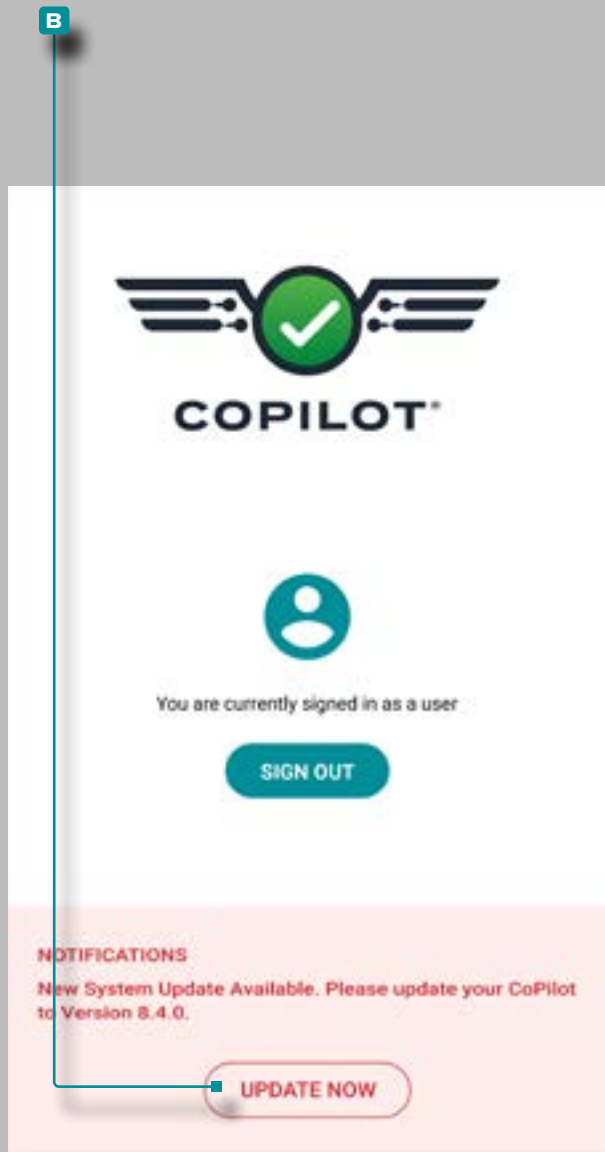 B
COPILOT®
You are currently signed in as a user
SIGN OUT
NOTIFICATIONS
New System Update Available. Please update your CoPilot
to Version 8.4.0.
UPDATE NOW